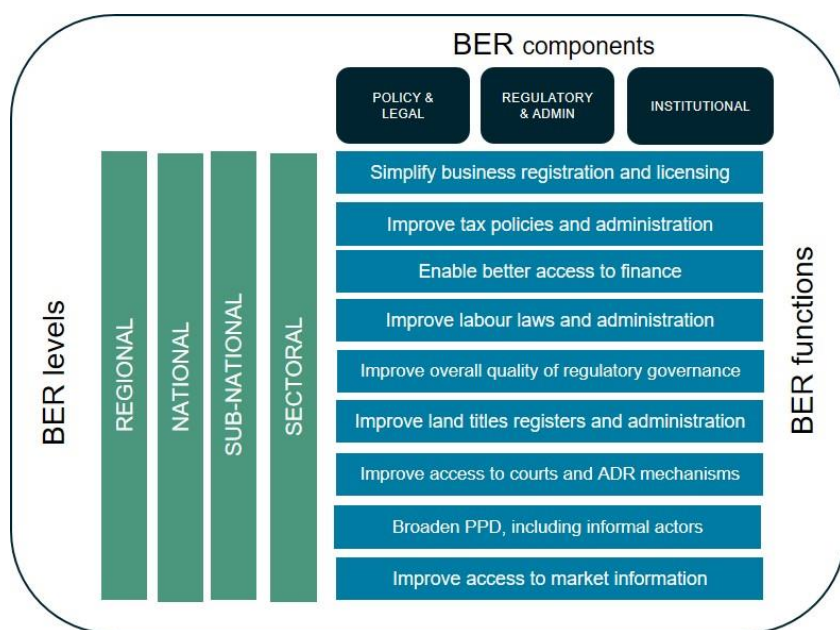 BER components
POLICY &
LEGAL
REGULATORY
& ADMIN
INSTITUTIONAL
BER levels
REGIONAL
NATIONAL
SUB-NATIONAL
SECTORAL
Simplify business registration and licensing
Improve tax policies and administration
Enable better access to finance
Improve labour laws and administration
Improve overall quality of regulatory governance
Improve land titles registers and administration
Improve access to courts and ADR mechanisms
Broaden PPD, including informal actors
Improve access to market information
BER functions